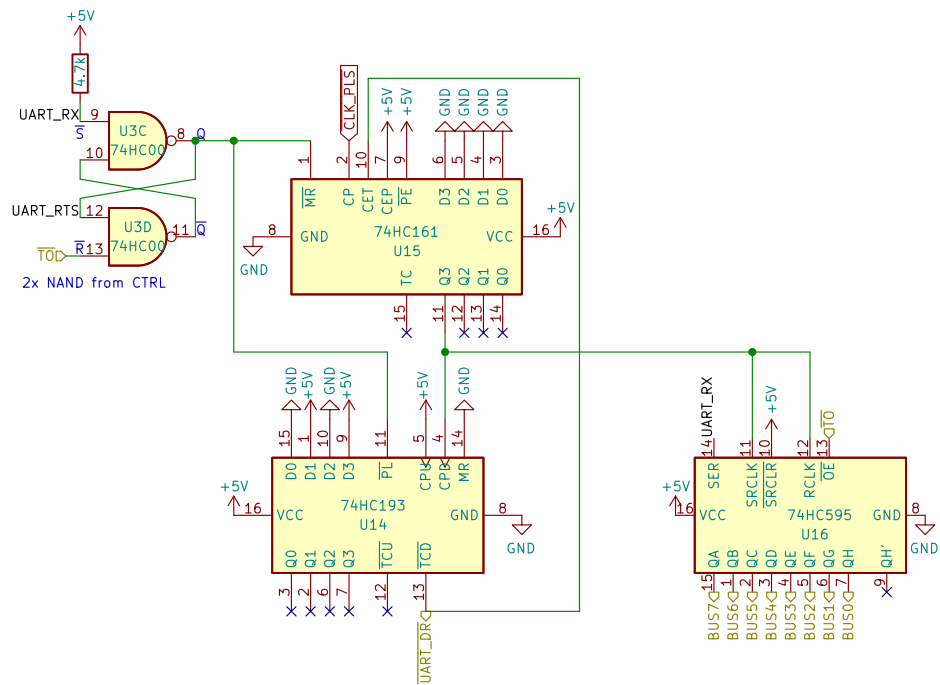 +5V
4.7k
UART_RX 9
S
U3C
74HC00
8 Q
10
UART_RTS 12
U3D
74HC00
11 Q
TO R 13
2x NAND from CTRL
CLK_PLS
+5V
+5V
GND
GND
GND
GND
1 2 10 7 9 6 5 4 3
MR CP CET CEP PE D3 D2 D1 D0
8 GND
GND
74HC161
U15
VCC 16
+5V
TC Q3 Q2 Q1 Q0
15 11 12 13 14
GND +5V GND +5V +5V GND
15 1 10 9 11 5 4 14
D0 D1 D2 D3 PL CPU CPD MR
+5V
16 VCC
74HC193
U14
GND 8
GND
Q0 Q1 Q2 Q3 TCU TCD
3 2 6 7 12 13
UART_DR
UART_RX +5V TO
14 11 10 12 13
SER SRCLK SRCLR RCLK OE
+5V
16 VCC
74HC595
U16
GND 8
GND
QA QB QC QD QE QF QG QH QH'
15 1 2 3 4 5 6 7 9
BUS7 BUS6 BUS5 BUS4 BUS3 BUS2 BUS1 BUS0